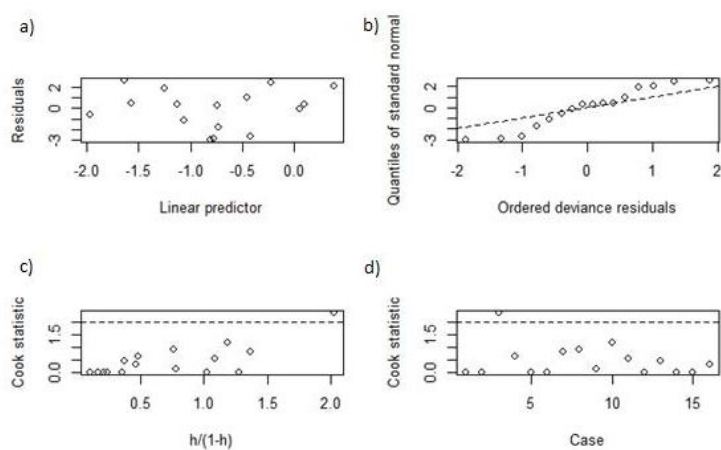 a)
Residuals
2
0
-3
-2.0 -1.5 -1.0 -0.5 0.0
Linear predictor
b)
Quantiles of standard normal
2
0
-3
-2 -1 0 1 2
Ordered deviance residuals
c)
Cook statistic
1.5
0.0
0.5 1.0 1.5 2.0
h/(1-h)
d)
Cook statistic
1.5
0.0
5 10 15
Case